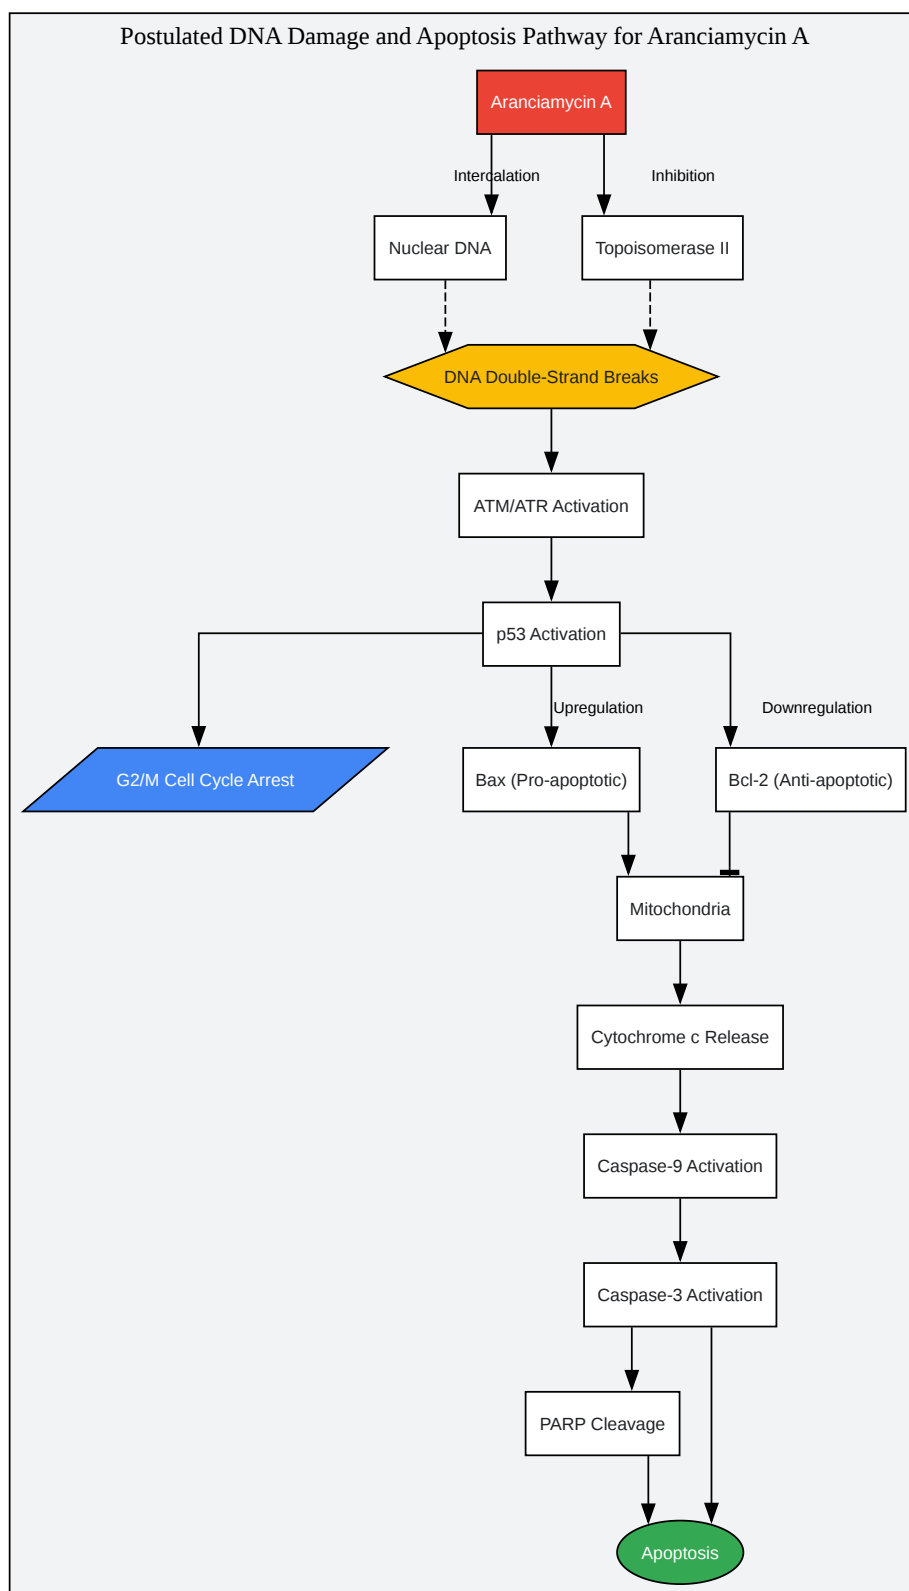 Postulated DNA Damage and Apoptosis Pathway for Aranciamycin A
Aranciamycin A
Intercalation
Inhibition
Nuclear DNA
Topoisomerase II
DNA Double-Strand Breaks
ATM/ATR Activation
p53 Activation
Upregulation
Downregulation
G2/M Cell Cycle Arrest
Bax (Pro-apoptotic)
Bcl-2 (Anti-apoptotic)
Mitochondria
Cytochrome c Release
Caspase-9 Activation
Caspase-3 Activation
PARP Cleavage
Apoptosis